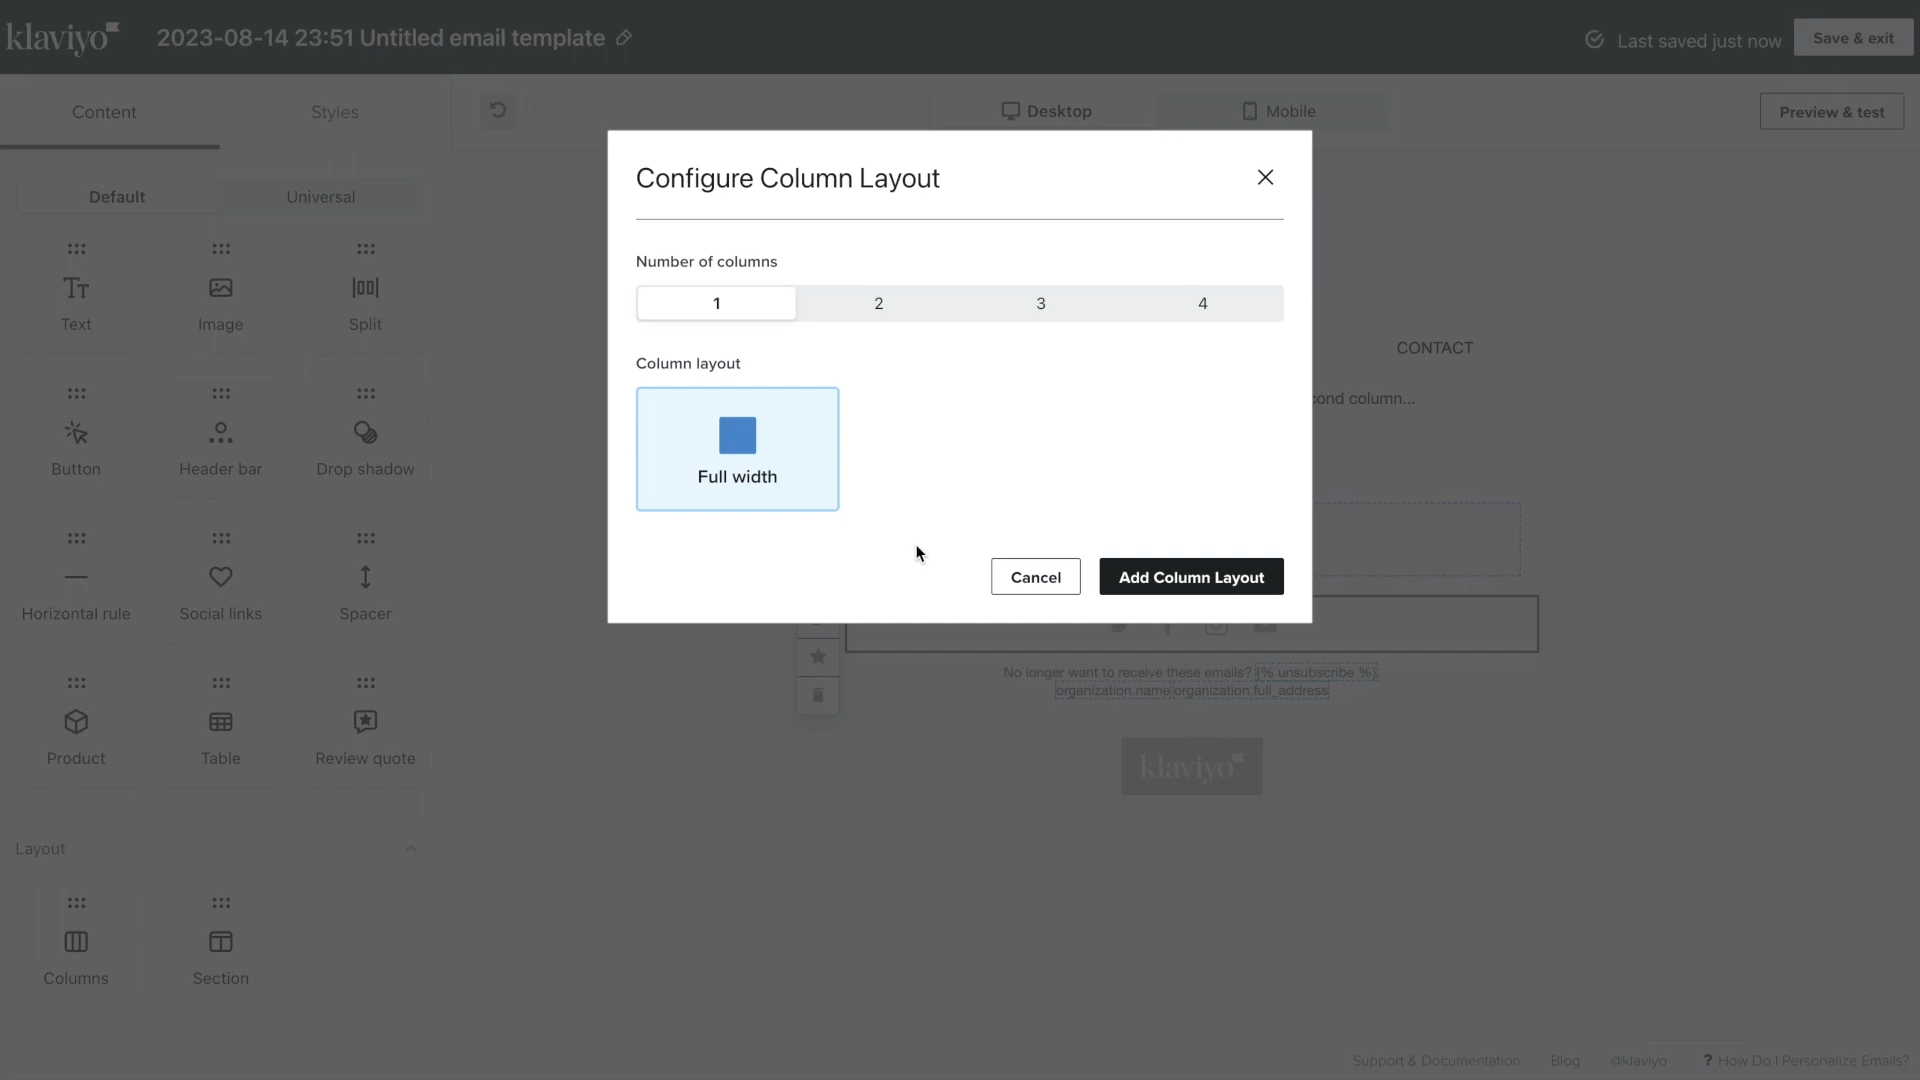 klaviyo
2023-08-14 23:51 Untitled email template
Last saved just now
Save & exit
Content
Styles
Desktop
Mobile
Preview & test
Default
Universal
Text
Image
Split
Button
Header bar
Drop shadow
Horizontal rule
Social links
Spacer
Product
Table
Review quote
Layout
Columns
Section
Configure Column Layout
Number of columns
1
2
3
4
Column layout
Full width
Cancel
Add Column Layout
CONTACT
cond column...
No longer want to receive these emails? {% unsubscribe %}.
organization.name organization.full_address
klaviyo
Support & Documentation
Blog
@klaviyo
? How Do I Personalize Emails?